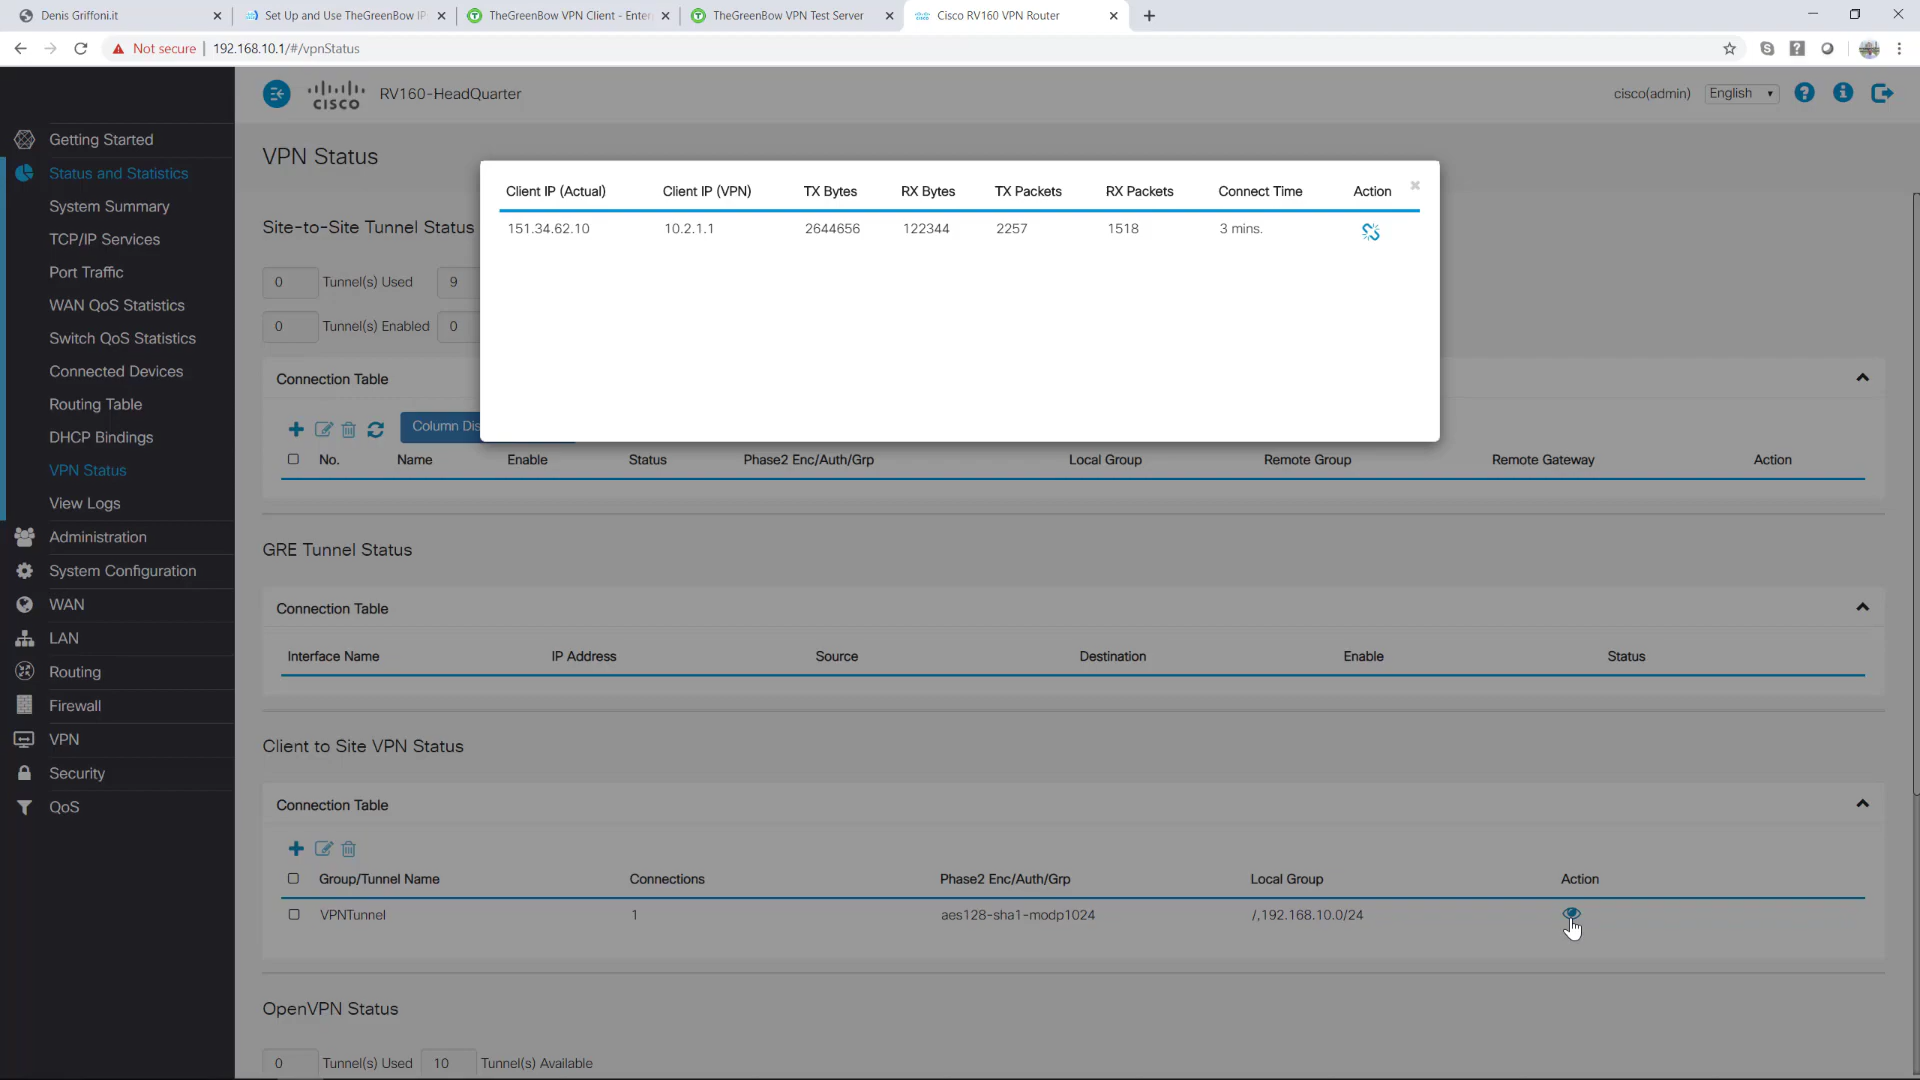 Denis Griffoni.it
Set Up and Use TheGreenBow IP
TheGreenBow VPN Client - Enter
TheGreenBow VPN Test Server
Cisco RV160 VPN Router
Not secure 192.168.10.1/#/vpnStatus
cisco RV160-HeadQuarter cisco(admin) English
VPN Status
Getting Started
Status and Statistics
System Summary
TCP/IP Services
Port Traffic
WAN QoS Statistics
Switch QoS Statistics
Connected Devices
Routing Table
DHCP Bindings
VPN Status
View Logs
Administration
System Configuration
WAN
LAN
Routing
Firewall
VPN
Security
QoS
Client IP (Actual) Client IP (VPN) TX Bytes RX Bytes TX Packets RX Packets Connect Time Action
151.34.62.10 10.2.1.1 2644656 122344 2257 1518 3 mins.
Site-to-Site Tunnel Status
0 Tunnel(s) Used 9
0 Tunnel(s) Enabled 0
Connection Table
Column Dis
No. Name Enable Status Phase2 Enc/Auth/Grp Local Group Remote Group Remote Gateway Action
GRE Tunnel Status
Connection Table
Interface Name IP Address Source Destination Enable Status
Client to Site VPN Status
Connection Table
Group/Tunnel Name Connections Phase2 Enc/Auth/Grp Local Group Action
VPNTunnel 1 aes128-sha1-modp1024 /,192.168.10.0/24
OpenVPN Status
0 Tunnel(s) Used 10 Tunnel(s) Available